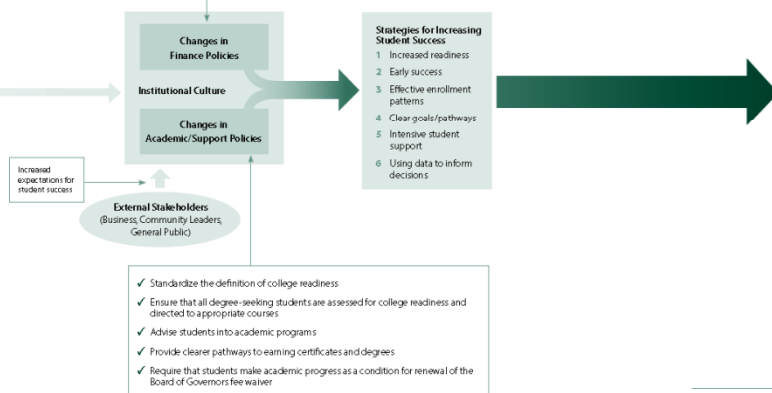 Changes in
Finance Policies
Institutional Culture
Changes in
Academic/Support Policies
Strategies for Increasing
Student Success
1 Increased readiness
2 Early success
3 Effective enrollment
patterns
4 Clear goals/pathways
5 Intensive student
support
6 Using data to inform
decisions
Increased
expectations for
student success
External Stakeholders
(Business, Community Leaders,
General Public)
✓ Standardize the definition of college readiness
✓ Ensure that all degree-seeking students are assessed for college readiness and
directed to appropriate courses
✓ Advise students into academic programs
✓ Provide clearer pathways to earning certificates and degrees
✓ Require that students make academic progress as a condition for renewal of the
Board of Governors fee waiver